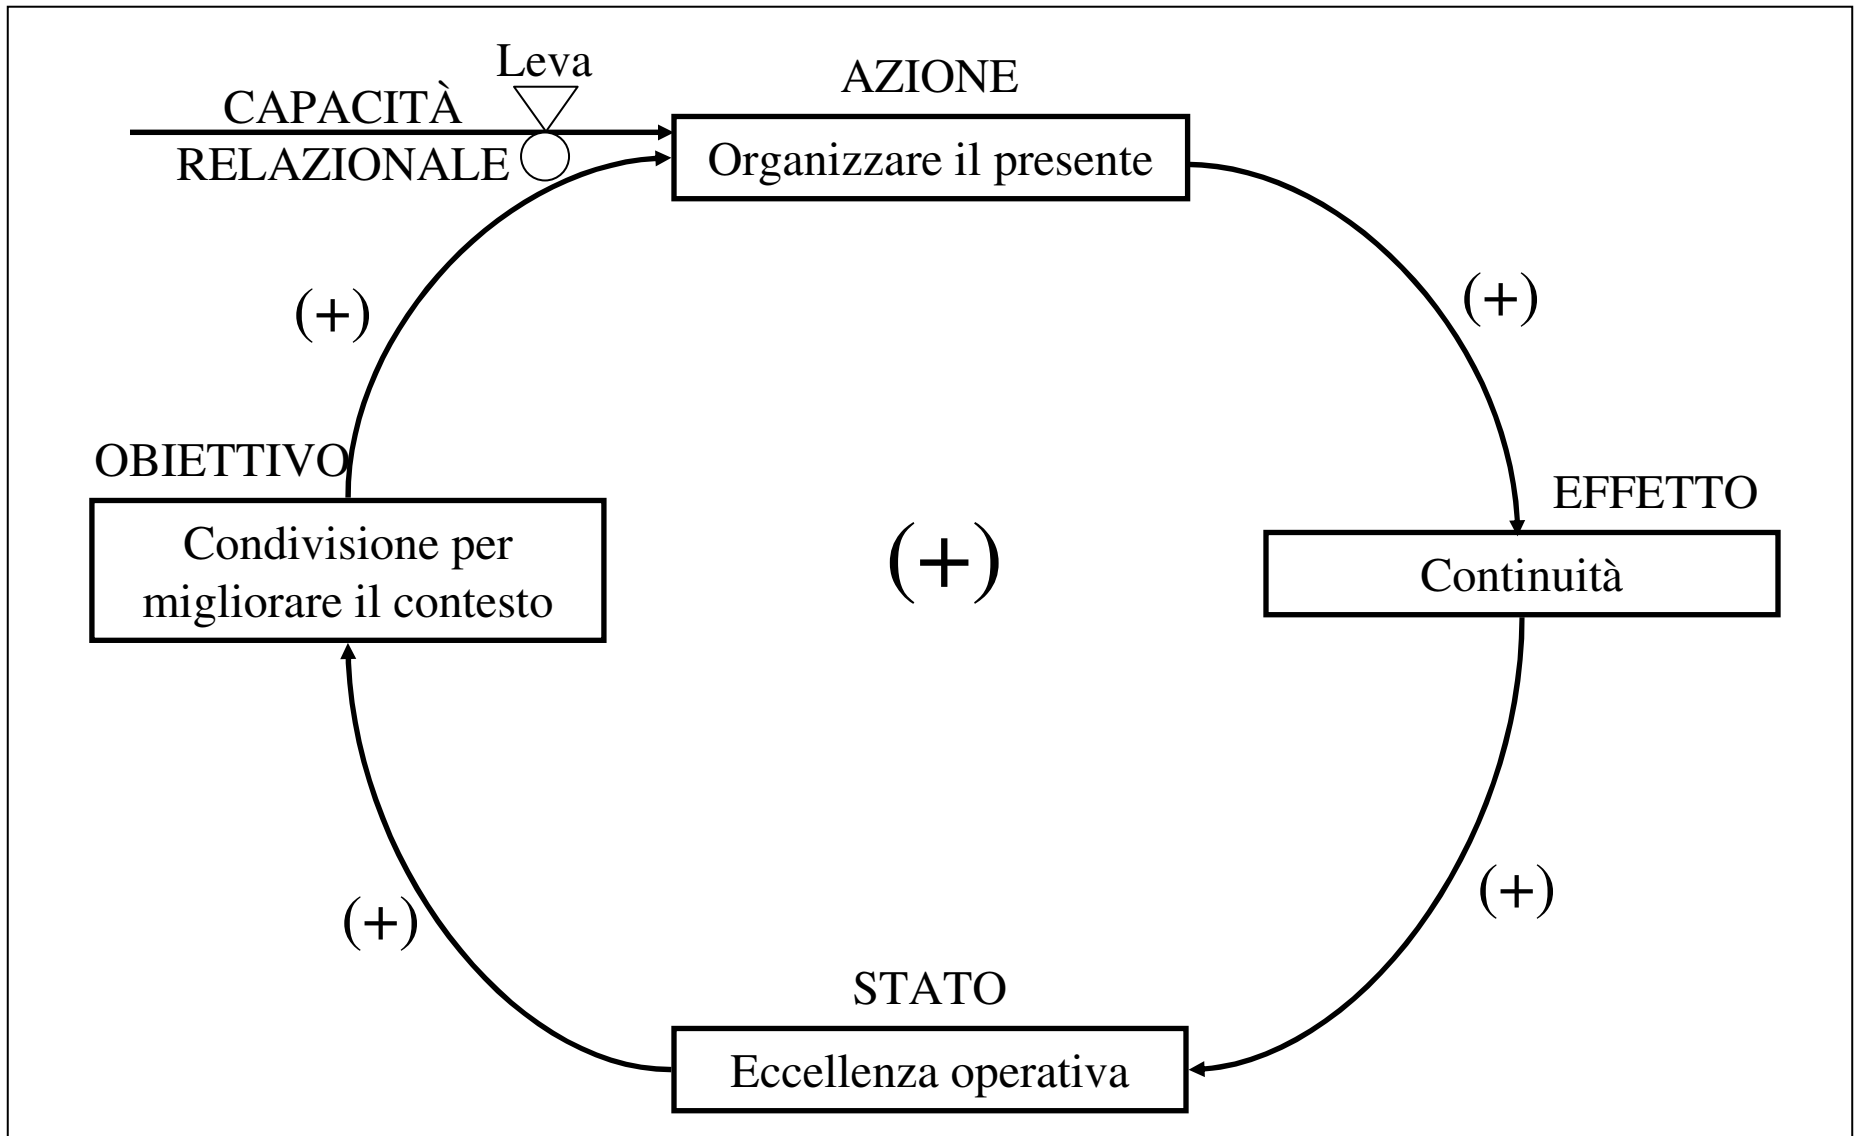 Leva
AZIONE
CAPACITÀ
RELAZIONALE
Organizzare il presente
(+)
(+)
OBIETTIVO
EFFETTO
Condivisione per
migliorare il contesto
(+)
Continuità
(+)
(+)
STATO
Eccellenza operativa